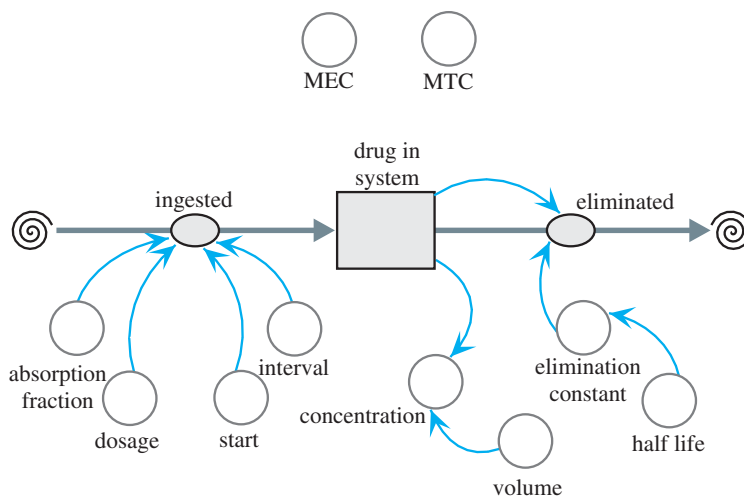 MEC
MTC
drug in
system
ingested
eliminated
absorption
fraction
dosage
start
interval
concentration
volume
elimination
constant
half life